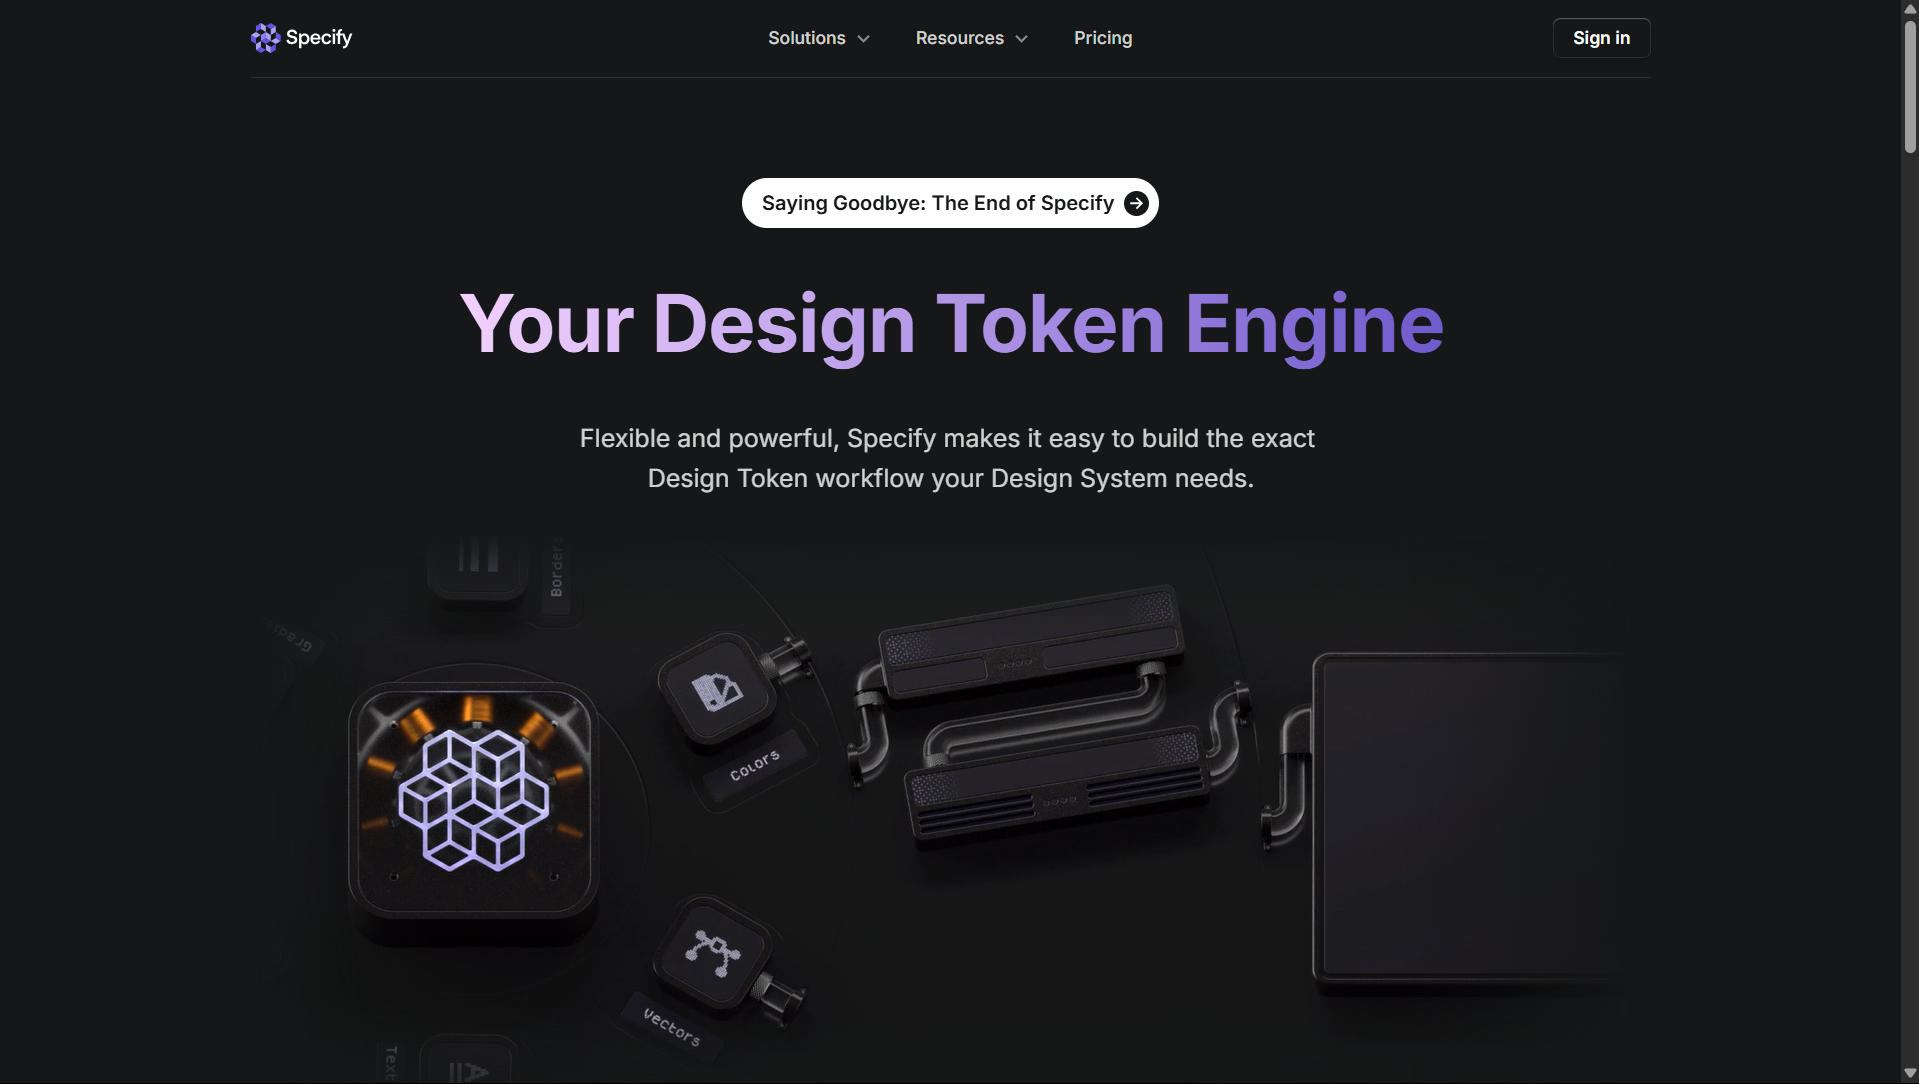 Specify
Solutions
Resources
Pricing
Sign in
Saying Goodbye: The End of Specify
Your Design Token Engine
Flexible and powerful, Specify makes it easy to build the exact
Design Token workflow your Design System needs.
Borders
Colors
Vectors
Text